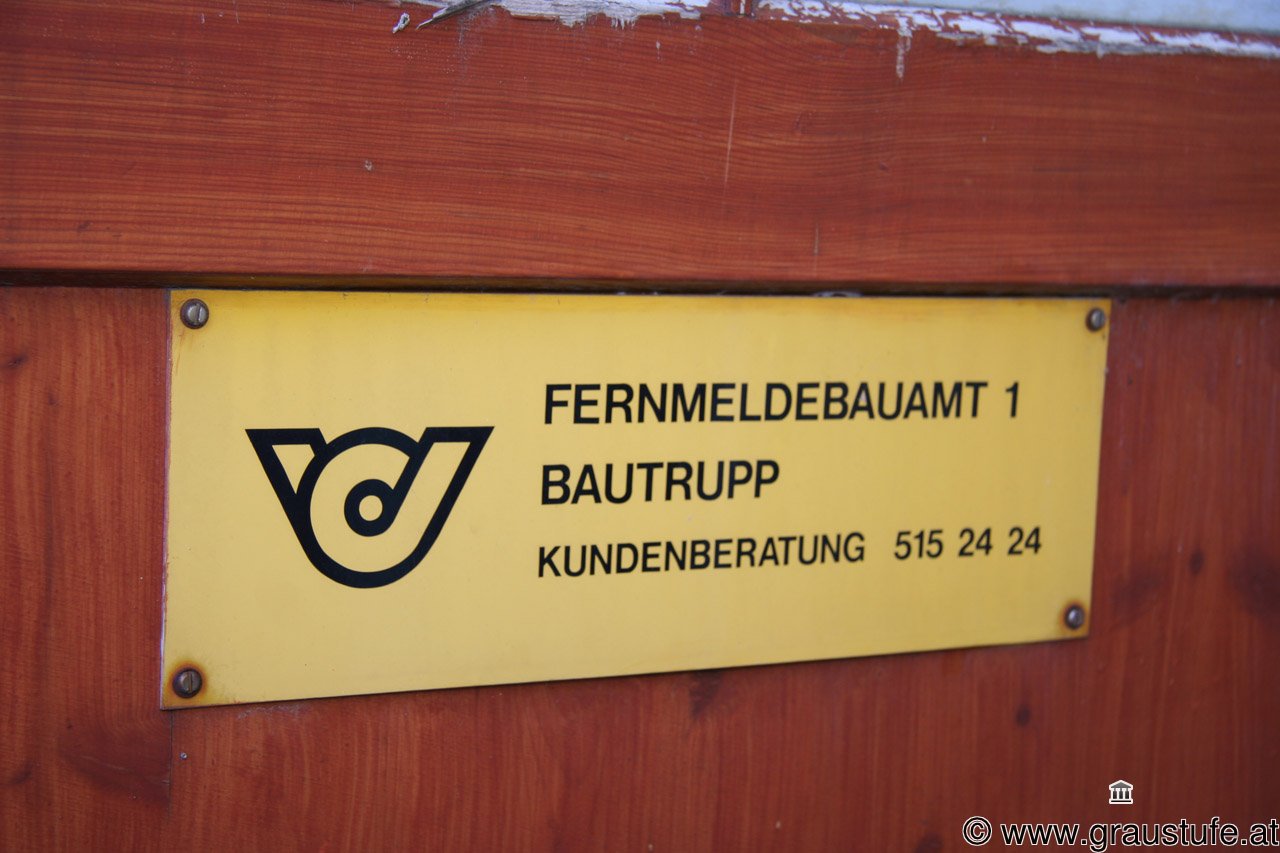 FERNMELDEBAUAMT 1
BAUTRUPP
KUNDENBERATUNG 515 24 24
© www.graustufe.at